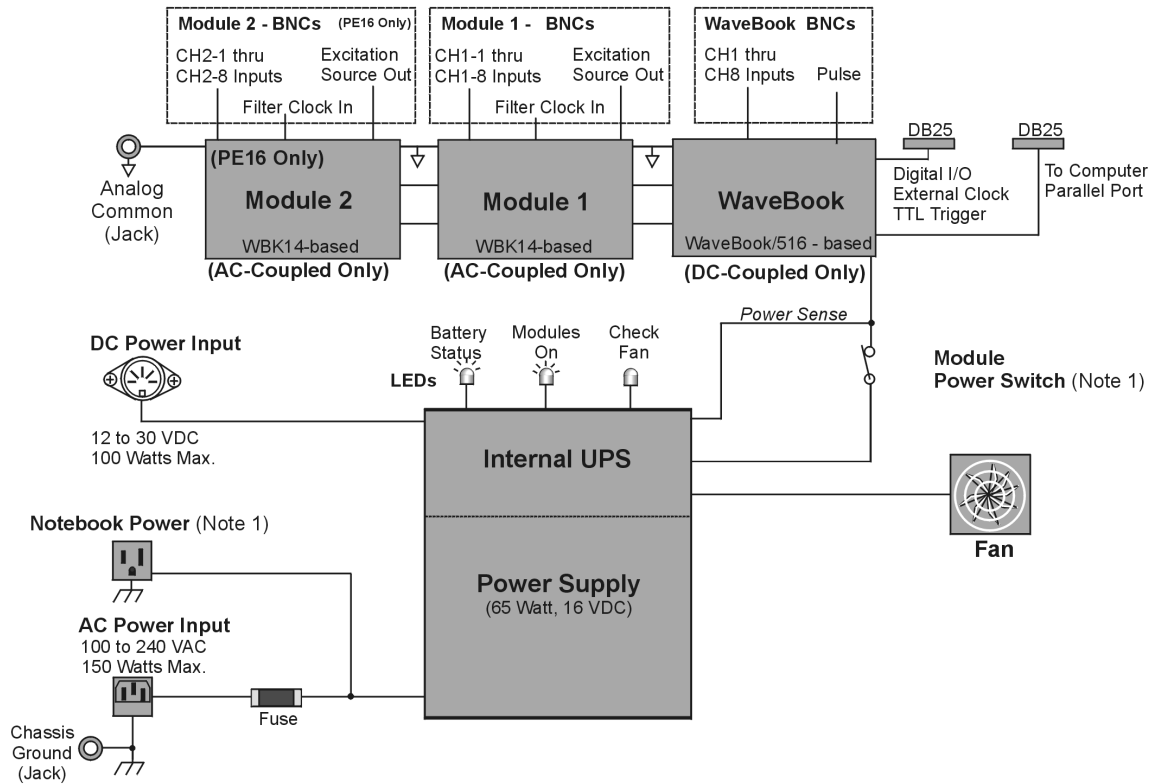 Module 2 - BNCs (PE16 Only)
CH2-1 thru
CH2-8 Inputs
Excitation
Source Out
Filter Clock In
Module 1 - BNCs
CH1-1 thru
CH1-8 Inputs
Excitation
Source Out
Filter Clock In
WaveBook BNCs
CH1 thru
CH8 Inputs
Pulse
Analog
Common
(Jack)
(PE16 Only)
Module 2
WBK14-based
(AC-Coupled Only)
Module 1
WBK14-based
(AC-Coupled Only)
WaveBook
WaveBook/516 - based
(DC-Coupled Only)
DB25
Digital I/O
External Clock
TTL Trigger
DB25
To Computer
Parallel Port
Power Sense
DC Power Input
12 to 30 VDC
100 Watts Max.
LEDs
Battery
Status
Modules
On
Check
Fan
Module
Power Switch (Note 1)
Internal UPS
Fan
Notebook Power (Note 1)
Power Supply
(65 Watt, 16 VDC)
AC Power Input
100 to 240 VAC
150 Watts Max.
Fuse
Chassis
Ground
(Jack)